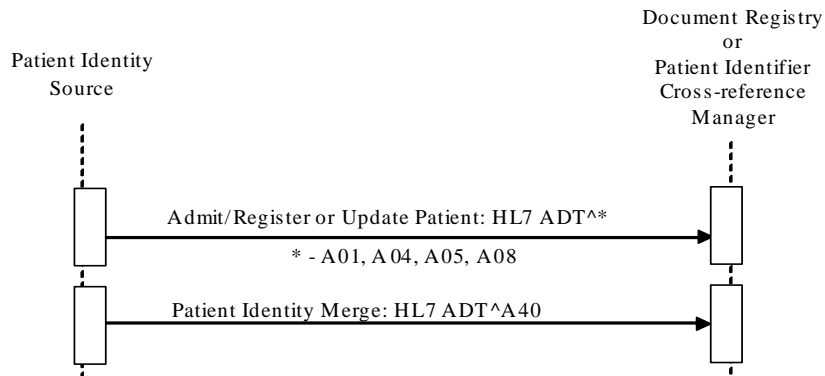 Patient Identity
Source
Document Registry
or
Patient Identifier
Cross-reference
Manager
Admit/Register or Update Patient: HL7 ADT^*
* - A01, A04, A05, A08
Patient Identity Merge: HL7 ADT^A40